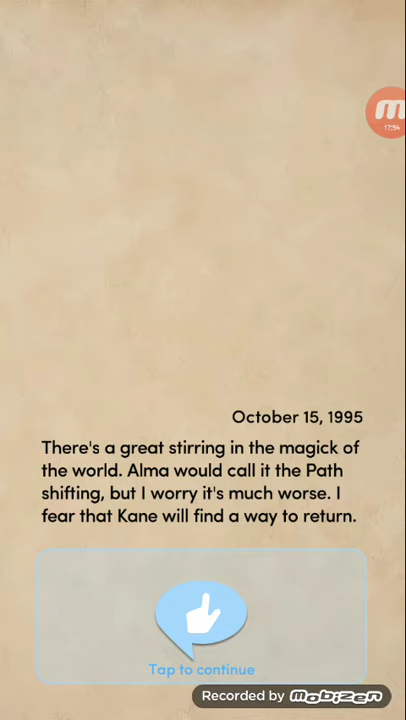 m
17:54
October 15, 1995
There's a great stirring in the magick of
the world. Alma would call it the Path
shifting, but I worry it's much worse. I
fear that Kane will find a way to return.
Tap to continue
Recorded by mobizen